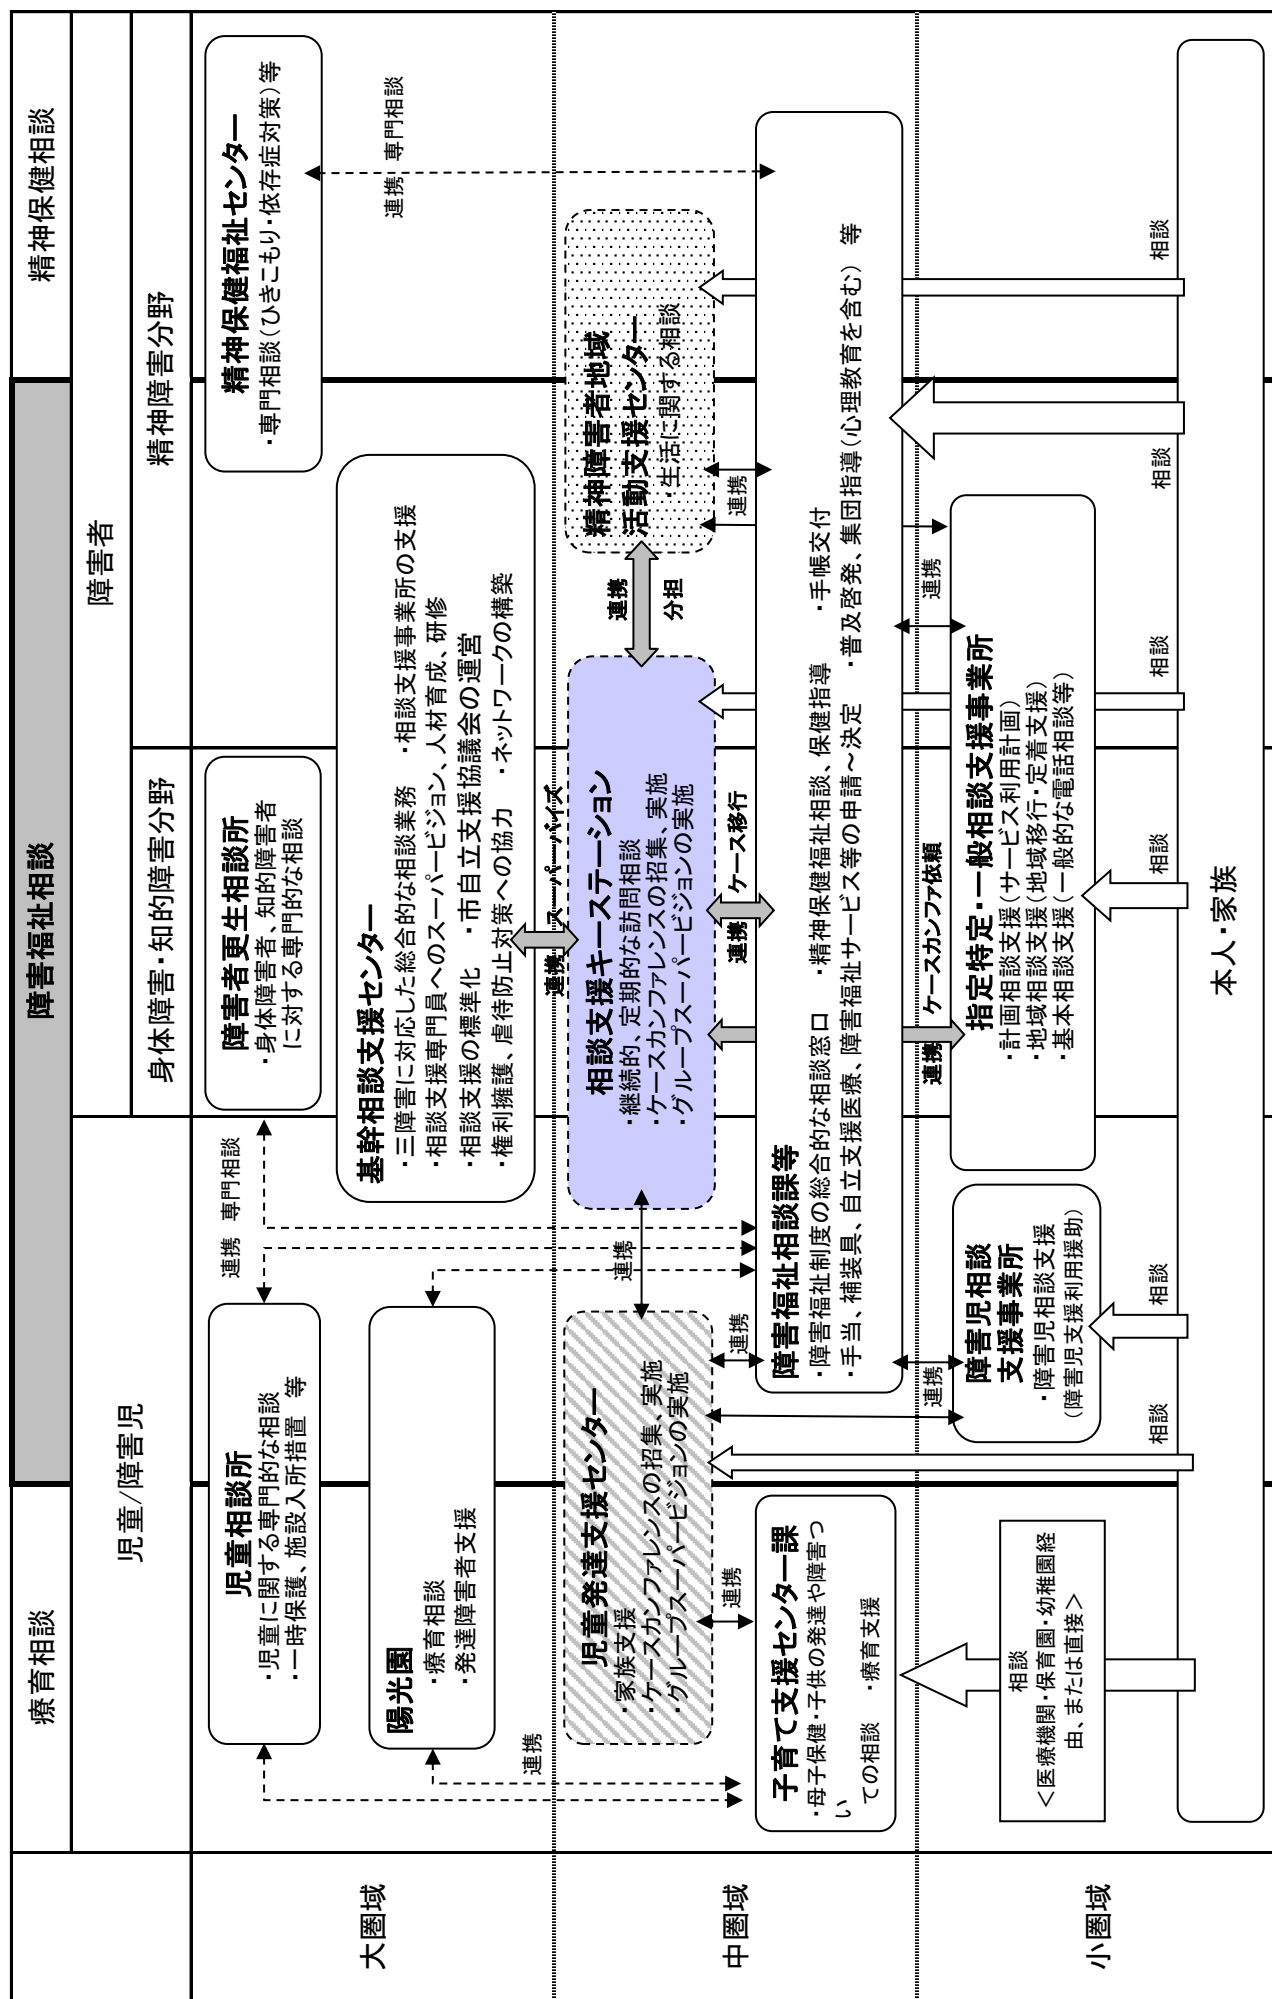 療育相談
障害福祉相談
精神保健相談
児童/障害児
障害者
身体障害・知的障害分野
精神障害分野
大圏域
児童相談所
・児童に関する専門的な相談
・一時保護、施設入所措置 等
連携 専門相談
障害者更生相談所
・身体障害者、知的障害者
に対する専門的な相談
精神保健福祉センター
・専門相談(ひきこもり・依存症対策)等
連携 専門相談
陽光園
・療育相談
・発達障害者支援
連携
基幹相談支援センター
・三障害に対応した総合的な相談業務 ・相談支援事業所の支援
・相談支援専門員へのスーパービジョン、人材育成、研修
・相談支援の標準化 ・市自立支援協議会の運営
・権利擁護、虐待防止対策への協力 ・ネットワークの構築
連携 スーパーバイズ
中圏域
児童発達支援センター
・家族支援
・ケースカンファレンスの招集、実施
・グループスーパービジョンの実施
連携
相談支援キーステーション
・継続的、定期的な訪問相談
・ケースカンファレンスの招集、実施
・グループスーパービジョンの実施
連携
分担
精神障害者地域
活動支援センター
・生活に関する相談
連携
連携
連携 ケース移行
連携
子育て支援センター課
・母子保健・子供の発達や障害つ
い
ての相談 ・療育支援
障害福祉相談課等
・障害福祉制度の総合的な相談窓口 ・精神保健福祉相談、保健指導 ・手帳交付
・手当、補装具、自立支援医療、障害福祉サービス等の申請~決定 ・普及啓発、集団指導(心理教育を含む) 等
連携
連携 ケースカンファ依頼
連携
小圏域
障害児相談
支援事業所
・障害児相談支援
(障害児支援利用援助)
指定特定・一般相談支援事業所
・計画相談支援(サービス利用計画)
・地域相談支援(地域移行・定着支援)
・基本相談支援(一般的な電話相談等)
相談
<医療機関・保育園・幼稚園経
由、または直接>
相談
相談
相談
相談
相談
相談
本人・家族